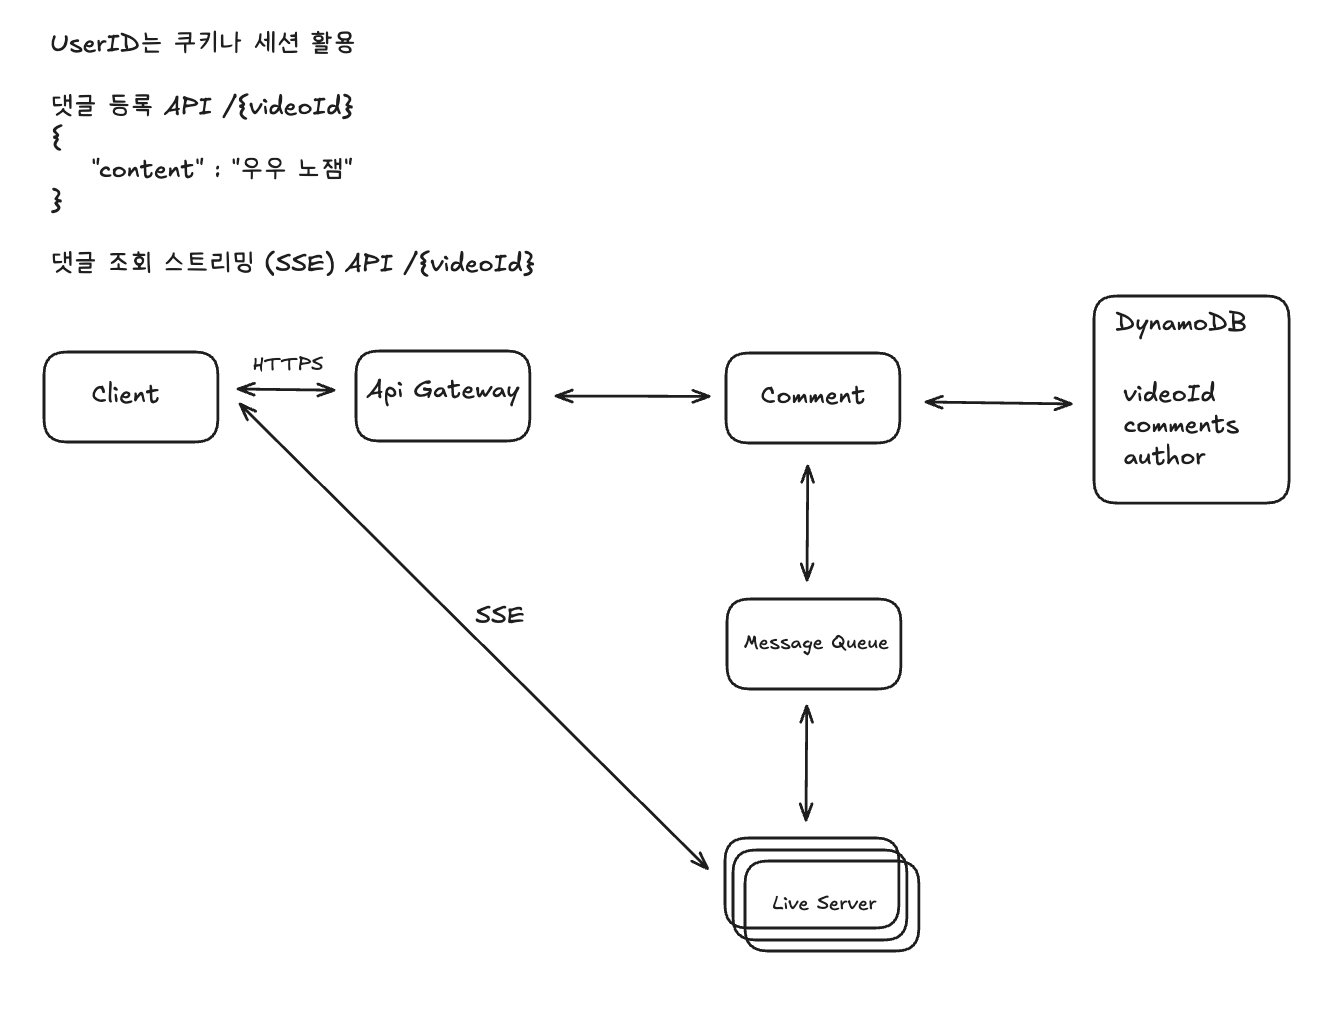 UserID는 쿠키나 세션 활용
댓글 등록 API /{videoId}
{
"content" : "우우 노잼"
}
댓글 조회 스트리밍 (SSE) API /{videoId}
Client
HTTPS
Api Gateway
Comment
DynamoDB
videoId
comments
author
SSE
Message Queue
Live Server